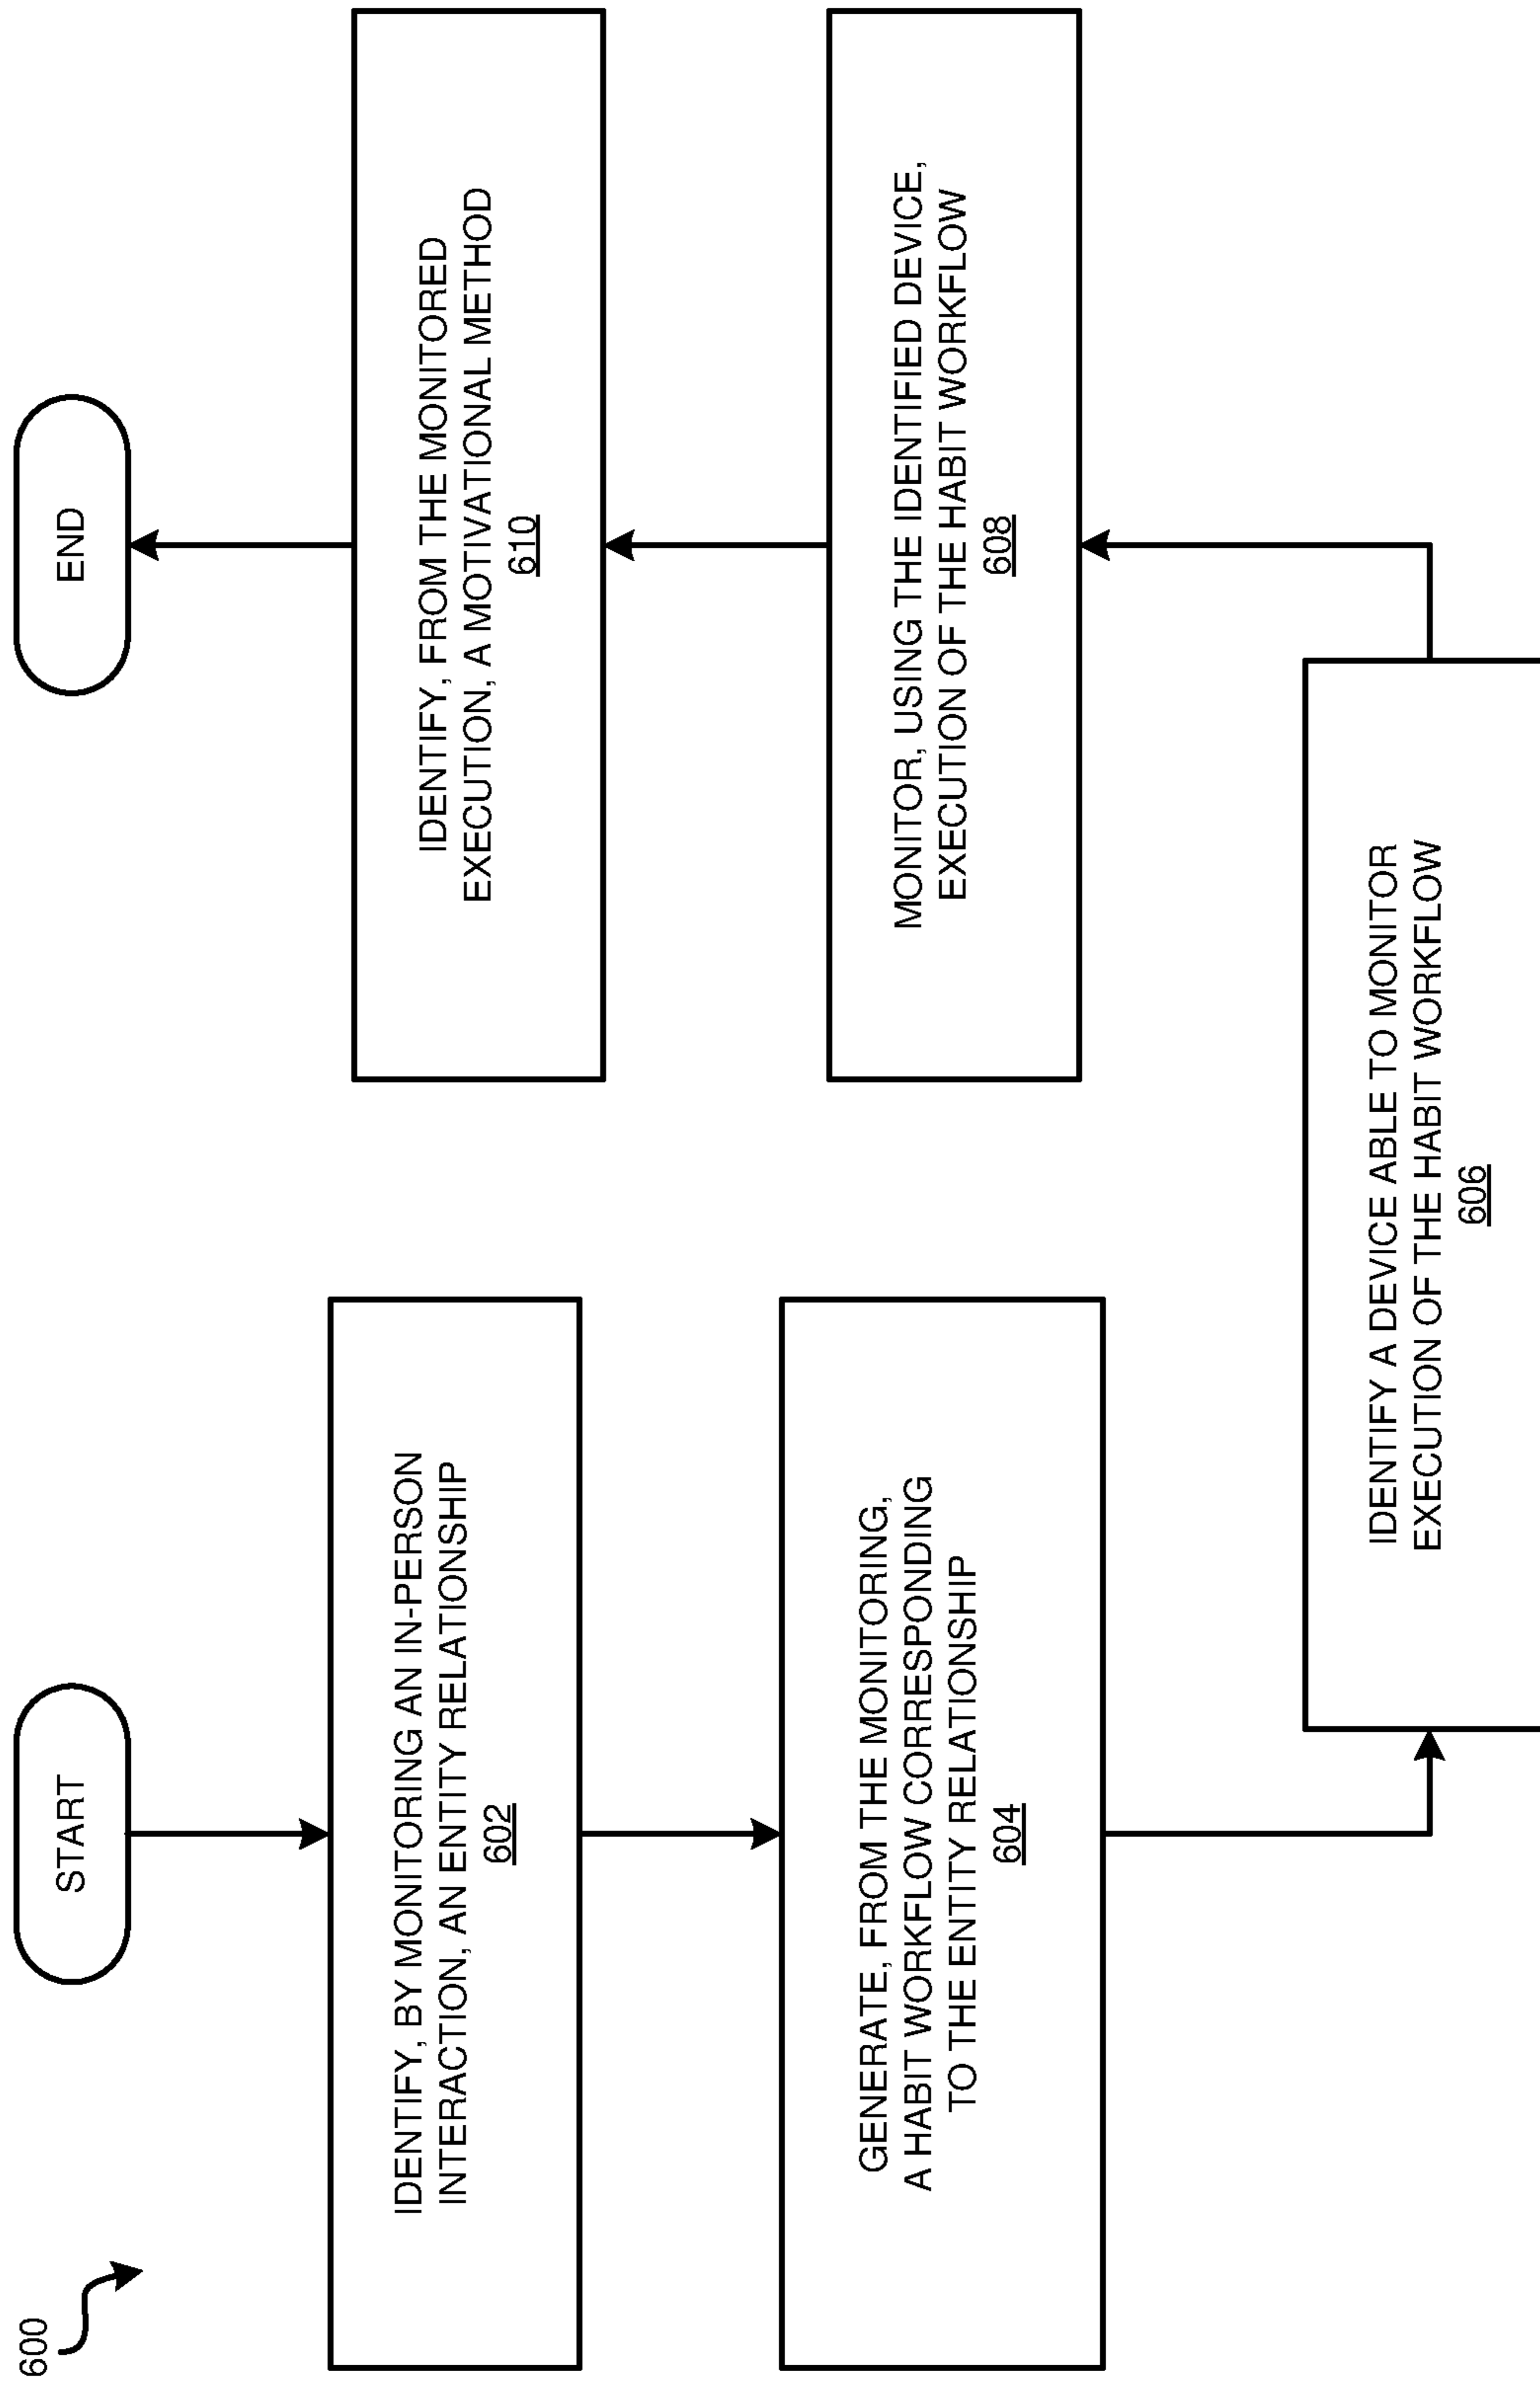 600
START
IDENTIFY, BY MONITORING AN IN-PERSON
INTERACTION, AN ENTITY RELATIONSHIP
602
GENERATE, FROM THE MONITORING,
A HABIT WORKFLOW CORRESPONDING
TO THE ENTITY RELATIONSHIP
604
IDENTIFY A DEVICE ABLE TO MONITOR
EXECUTION OF THE HABIT WORKFLOW
606
MONITOR, USING THE IDENTIFIED DEVICE,
EXECUTION OF THE HABIT WORKFLOW
608
IDENTIFY, FROM THE MONITORED
EXECUTION, A MOTIVATIONAL METHOD
610
END